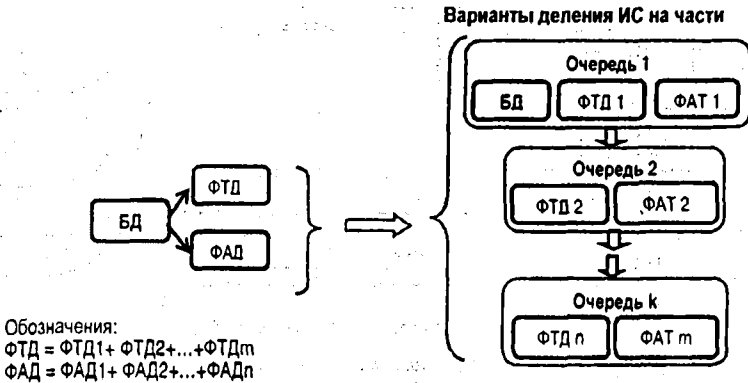 Варианты деления ИС на части
Очередь 1
БД ФТД 1 ФАТ 1
Очередь 2
ФТД 2 ФАТ 2
ФТД
БД
ФАД
Очередь k
ФТД n ФАТ m
Обозначения:
ФТД = ФТД1+ ФТД2+...+ФТДm
ФАД = ФАД1+ ФАД2+...+ФАДn